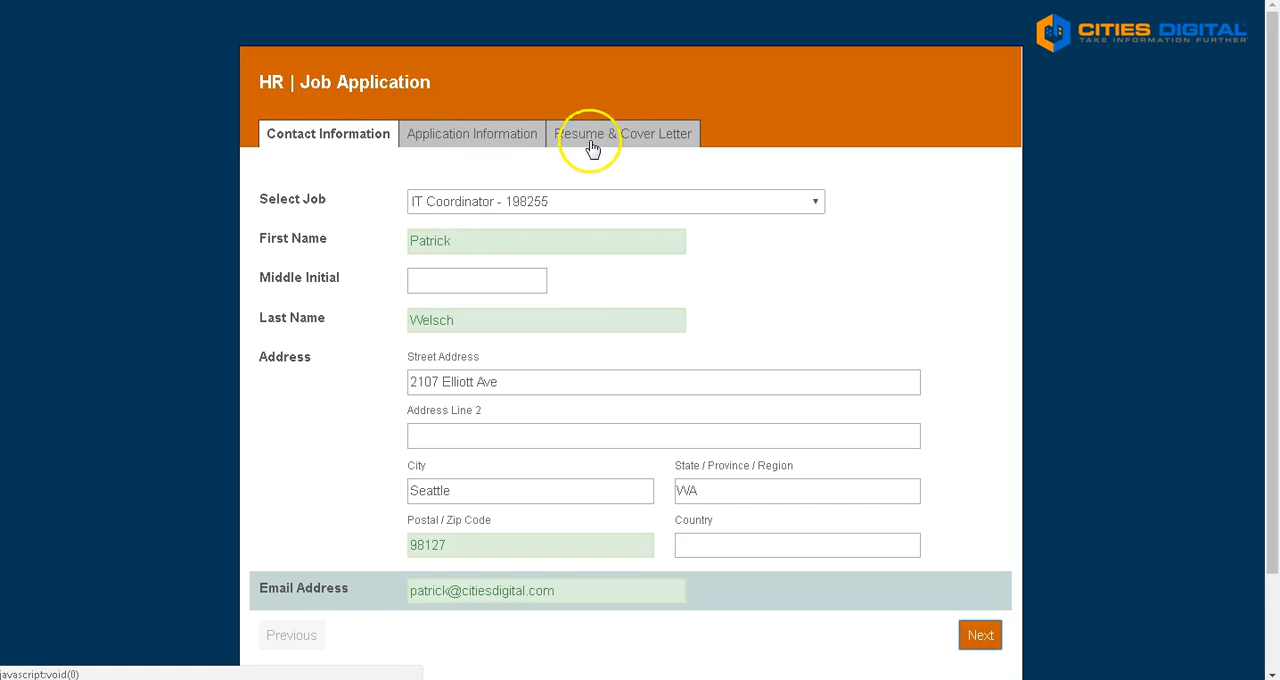 CITIES DIGITAL
TAKE INFORMATION FURTHER
HR | Job Application
Contact Information
Application Information
Resume & Cover Letter
Select Job
IT Coordinator - 198255
First Name
Patrick
Middle Initial
Last Name
Welsch
Address
Street Address
2107 Elliott Ave
Address Line 2
City
State / Province / Region
Seattle
WA
Postal / Zip Code
Country
98127
Email Address
patrick@citiesdigital.com
Previous
Next
javascript:void(0)